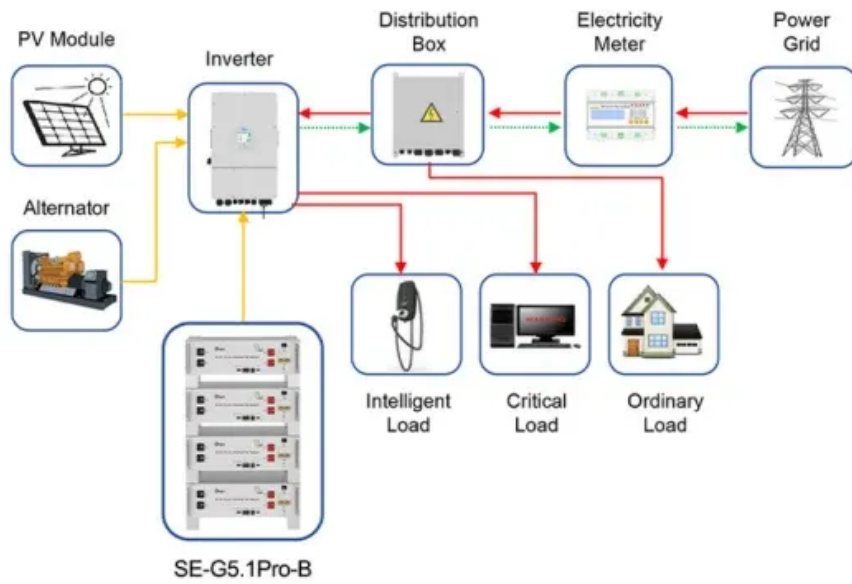 PV Module
Inverter
Distribution
Box
Electricity
Meter
Power
Grid
Alternator
Intelligent
Load
Critical
Load
Ordinary
Load
SE-G5.1Pro-B